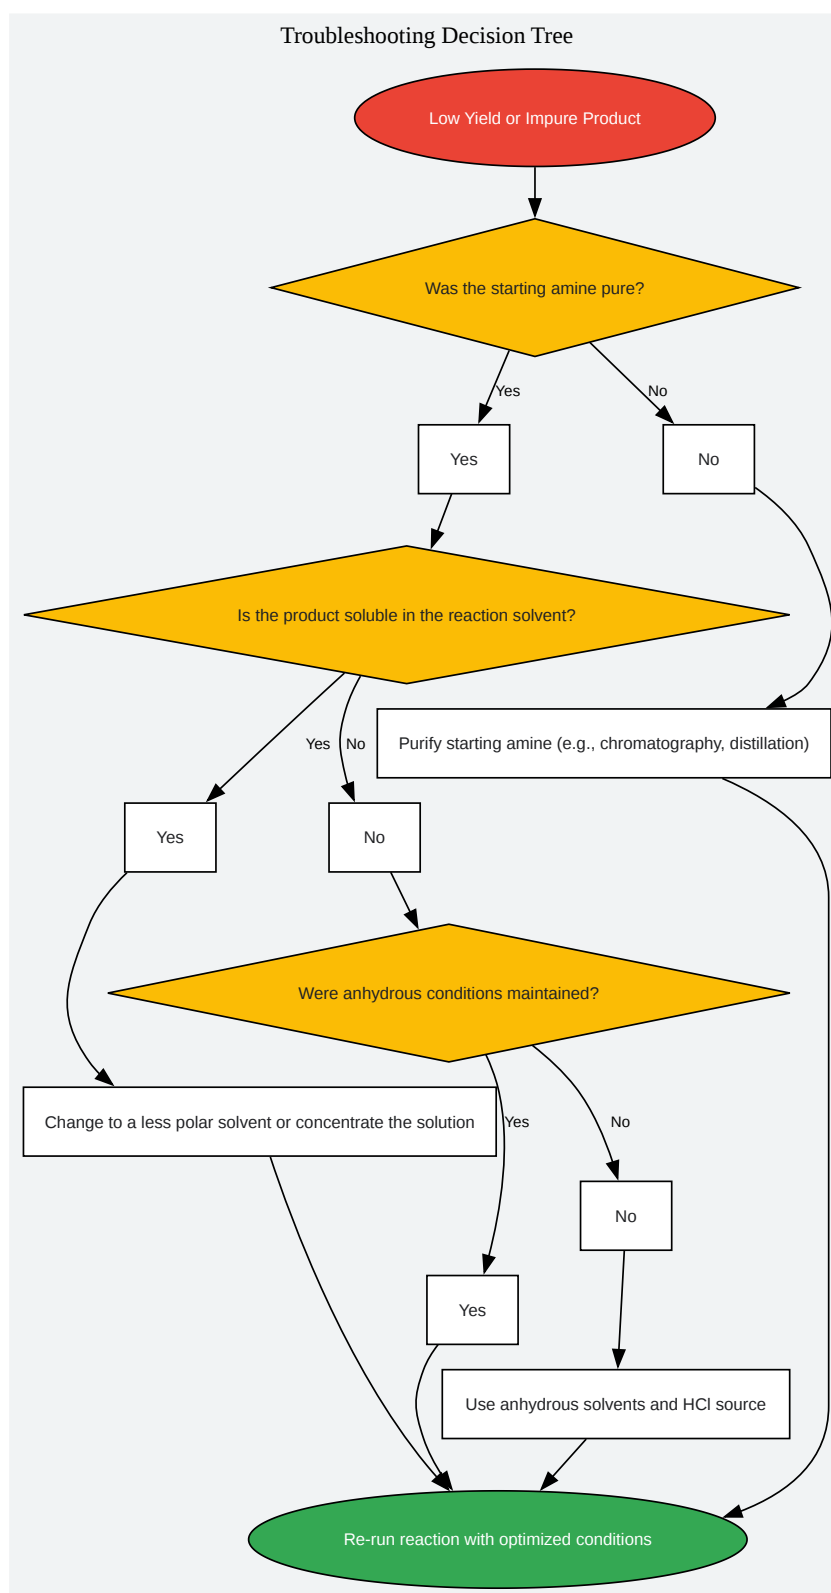 Troubleshooting Decision Tree
Low Yield or Impure Product
Was the starting amine pure?
Yes
No
Yes
No
Is the product soluble in the reaction solvent?
Yes
No
Purify starting amine (e.g., chromatography, distillation)
Yes
No
Were anhydrous conditions maintained?
Change to a less polar solvent or concentrate the solution
Yes
No
No
Yes
Use anhydrous solvents and HCl source
Re-run reaction with optimized conditions